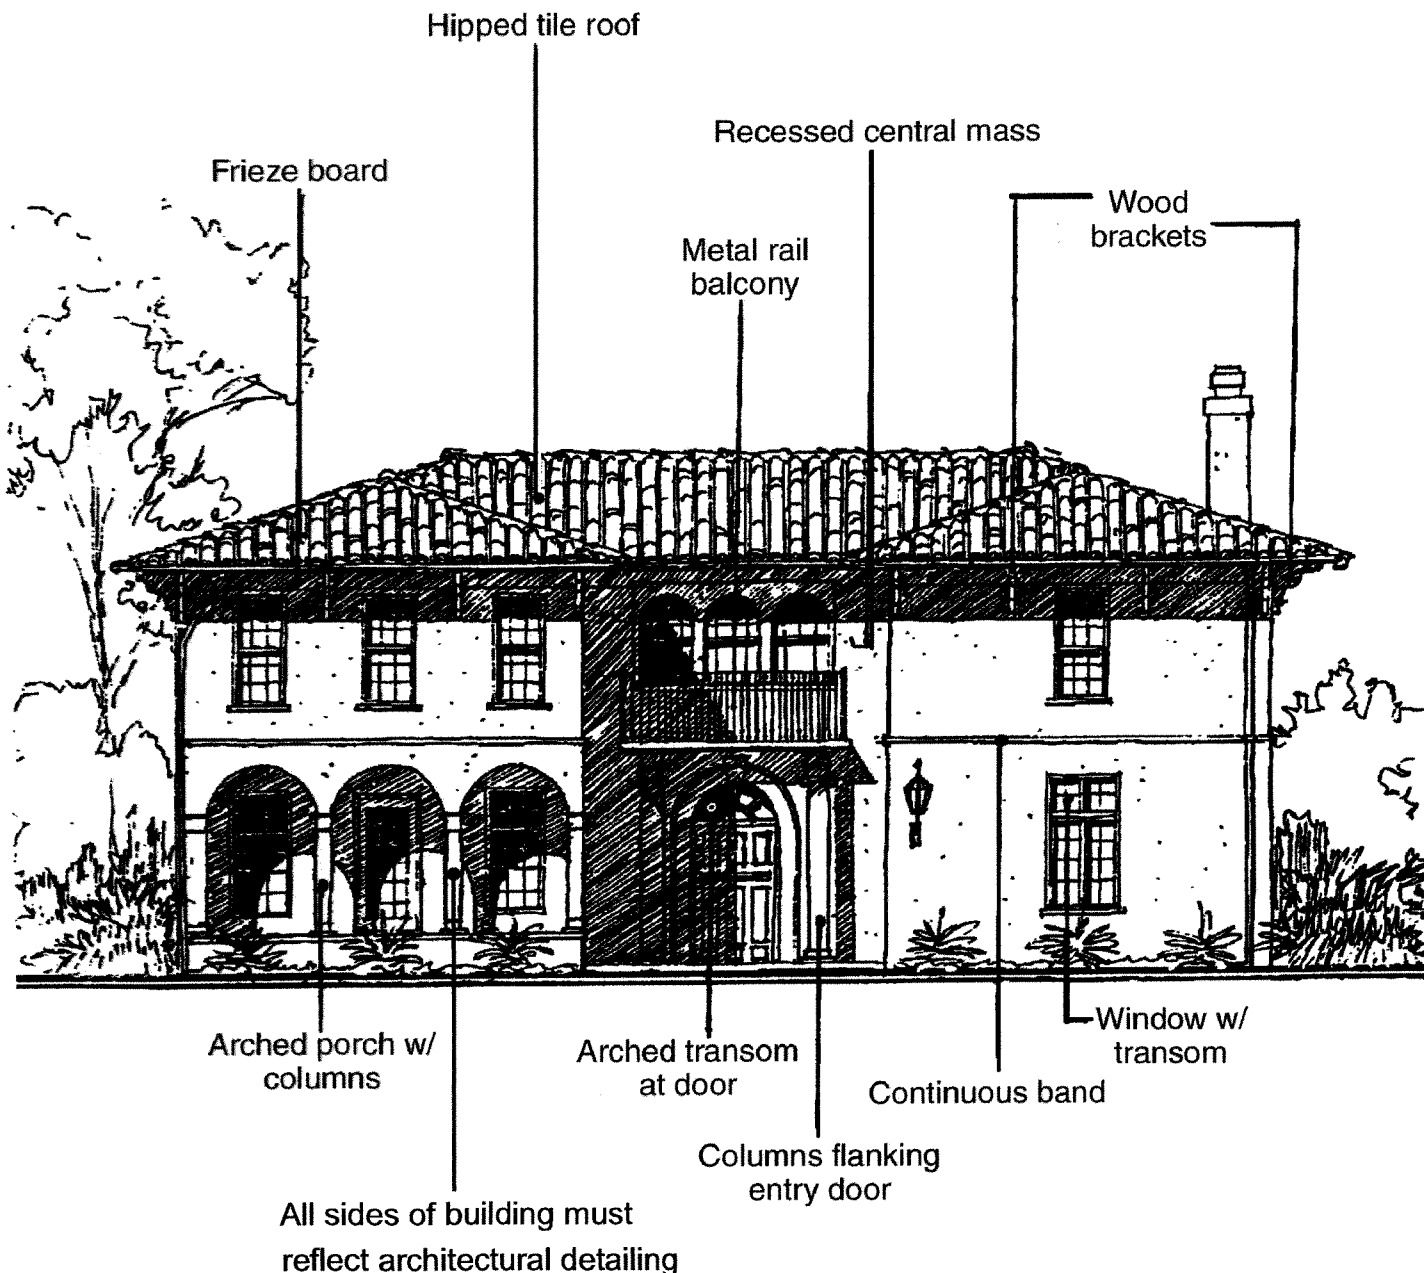 Hipped tile roof
Recessed central mass
Frieze board
Wood
brackets
Metal rail
balcony
Window w/
transom
Arched porch w/
columns
Arched transom
at door
Continuous band
Columns flanking
entry door
All sides of building must
reflect architectural detailing